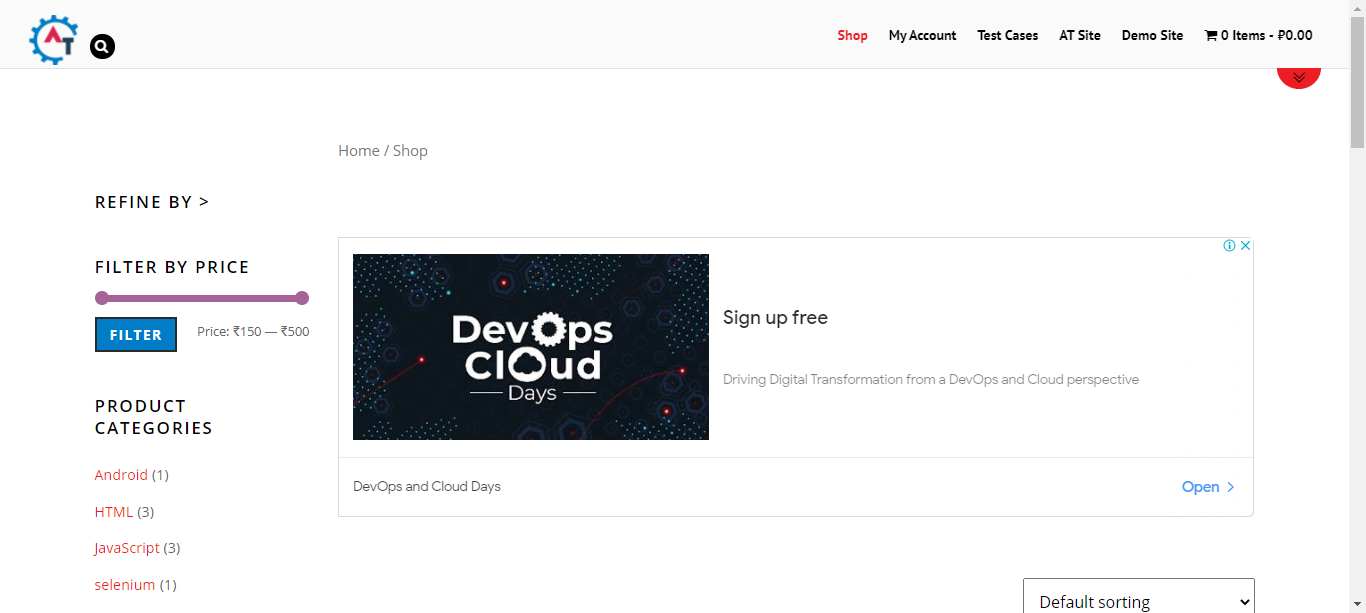 AT
Shop
My Account
Test Cases
AT Site
Demo Site
0 Items - ₽0.00
Home / Shop
REFINE BY >
FILTER BY PRICE
FILTER
Price: ₹150 — ₹500
PRODUCT
CATEGORIES
Android (1)
HTML (3)
JavaScript (3)
selenium (1)
DevOps
Cloud
Days
Sign up free
Driving Digital Transformation from a DevOps and Cloud perspective
DevOps and Cloud Days
Open
Default sorting